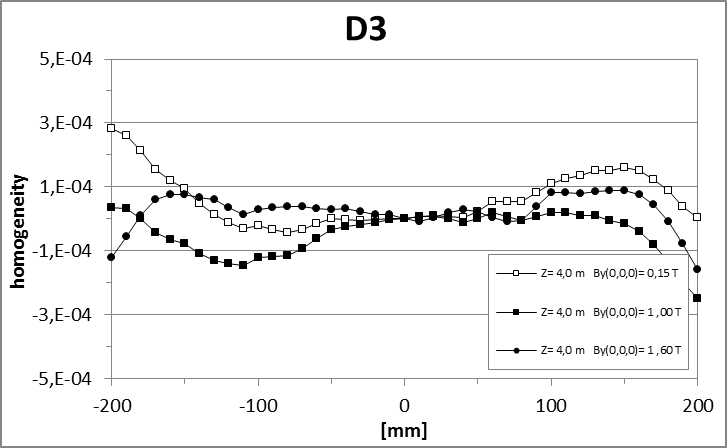 D3
5,E-04
3,E-04
1,E-04
-1,E-04
-3,E-04
-5,E-04
homogeneity
Z= 4,0 m By(0,0,0)= 0,15 T
Z= 4,0 m By(0,0,0)= 1,00 T
Z= 4,0 m By(0,0,0)= 1,60 T
-200 -100 0 100 200
[mm]